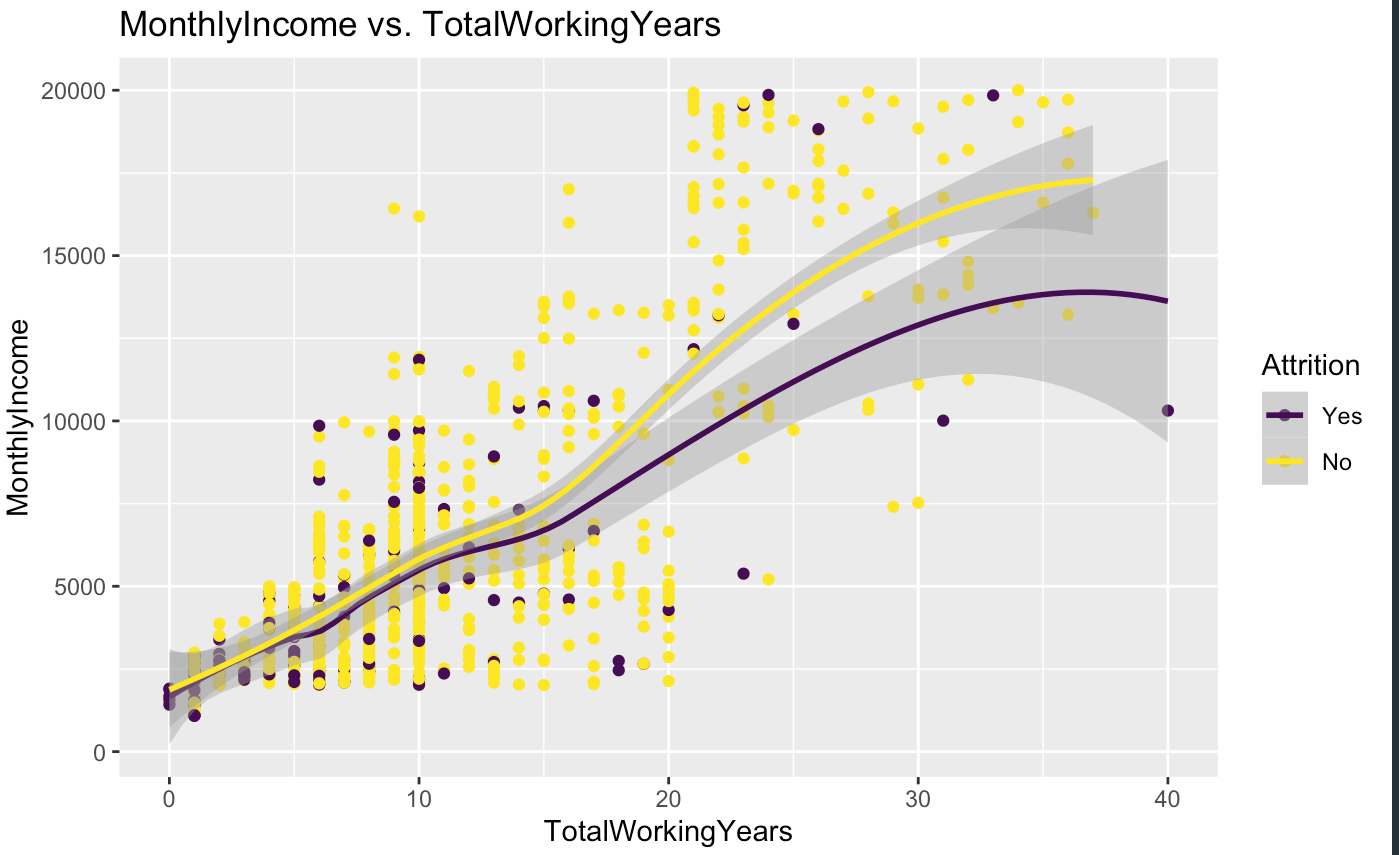 MonthlyIncome vs. TotalWorkingYears
20000
15000
10000
5000
0
MonthlyIncome
0 10 20 30 40
TotalWorkingYears
Attrition
Yes
No